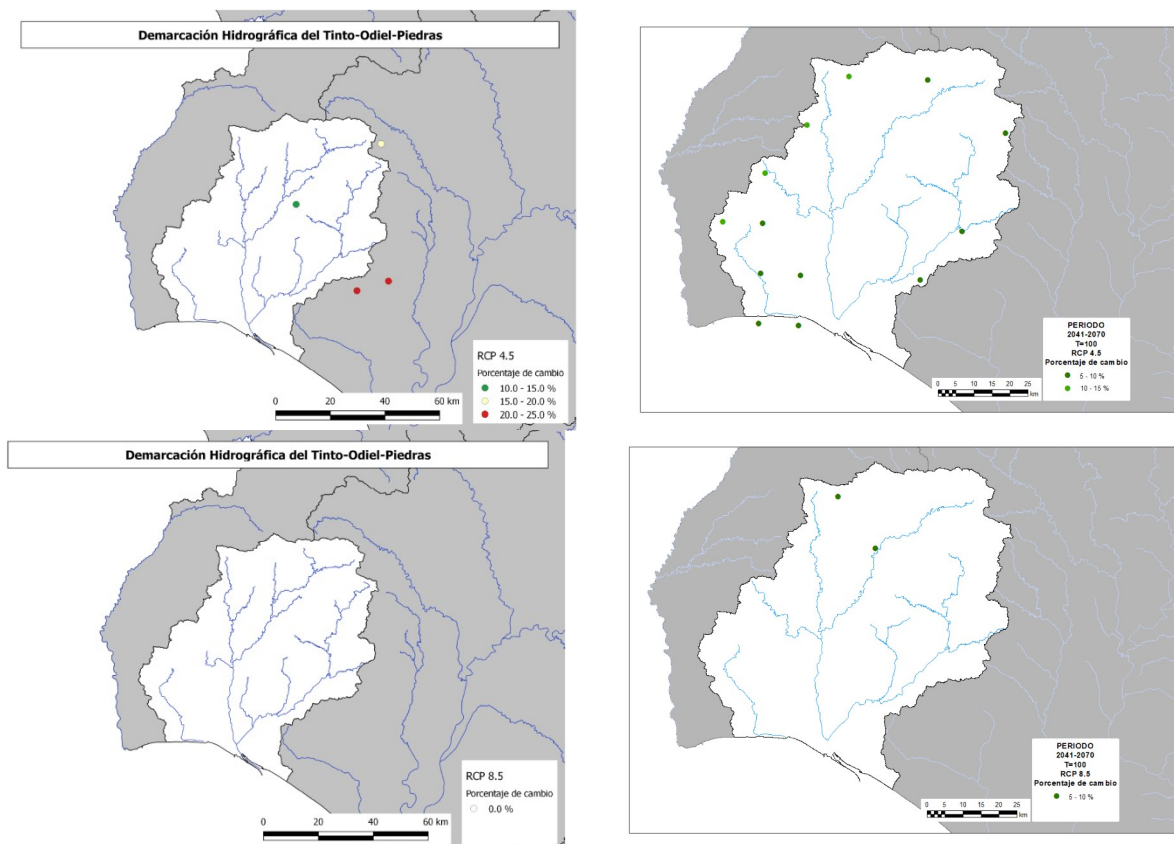 Demarcación Hidrográfica del Tinto-Odiel-Piedras
RCP 4.5
Porcentaje de cambio
10.0 - 15.0 %
15.0 - 20.0 %
20.0 - 25.0 %
0 20 40 60 km
PERIODO
2041-2070
T=100
RCP 4.5
Porcentaje de cambio
5 - 10 %
10 - 15 %
0 5 10 15 20 25
km
Demarcación Hidrográfica del Tinto-Odiel-Piedras
RCP 8.5
Porcentaje de cambio
0.0 %
0 20 40 60 km
PERIODO
2041-2070
T=100
RCP 8.5
Porcentaje de cambio
5 - 10 %
0 5 10 15 20 25
km